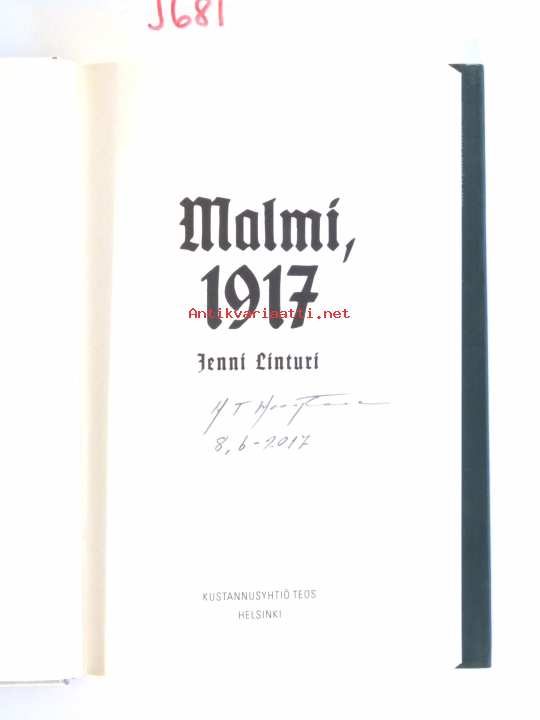 J681
Malmi,
1917
Antikvariaatti.net
Jenni Linturi
8.6-2017
KUSTANNUSYHTIÖ TEOS
HELSINKI